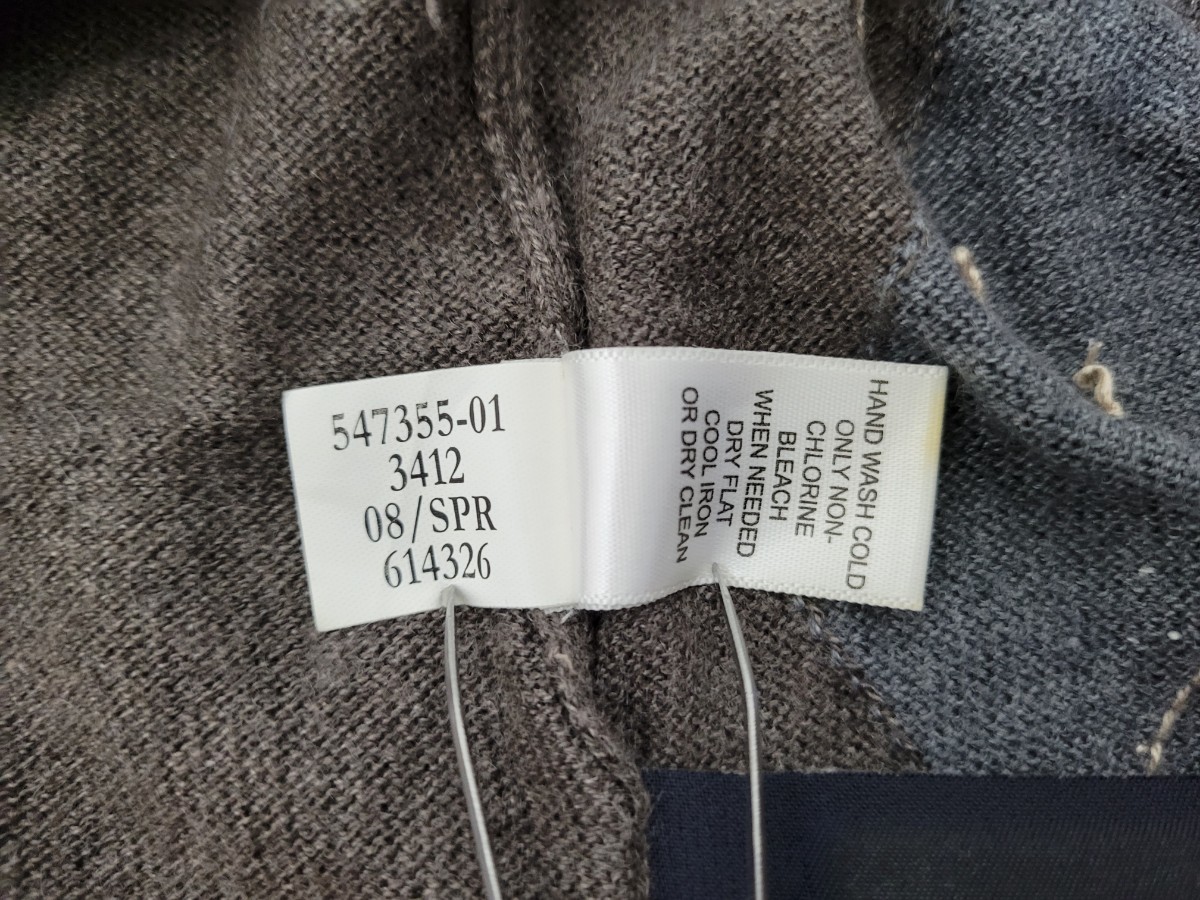 547355-01
3412
08/SPR
614326
HAND WASH COLD
ONLY NON-
CHLORINE
BLEACH
WHEN NEEDED
DRY FLAT
COOL IRON
OR DRY CLEAN